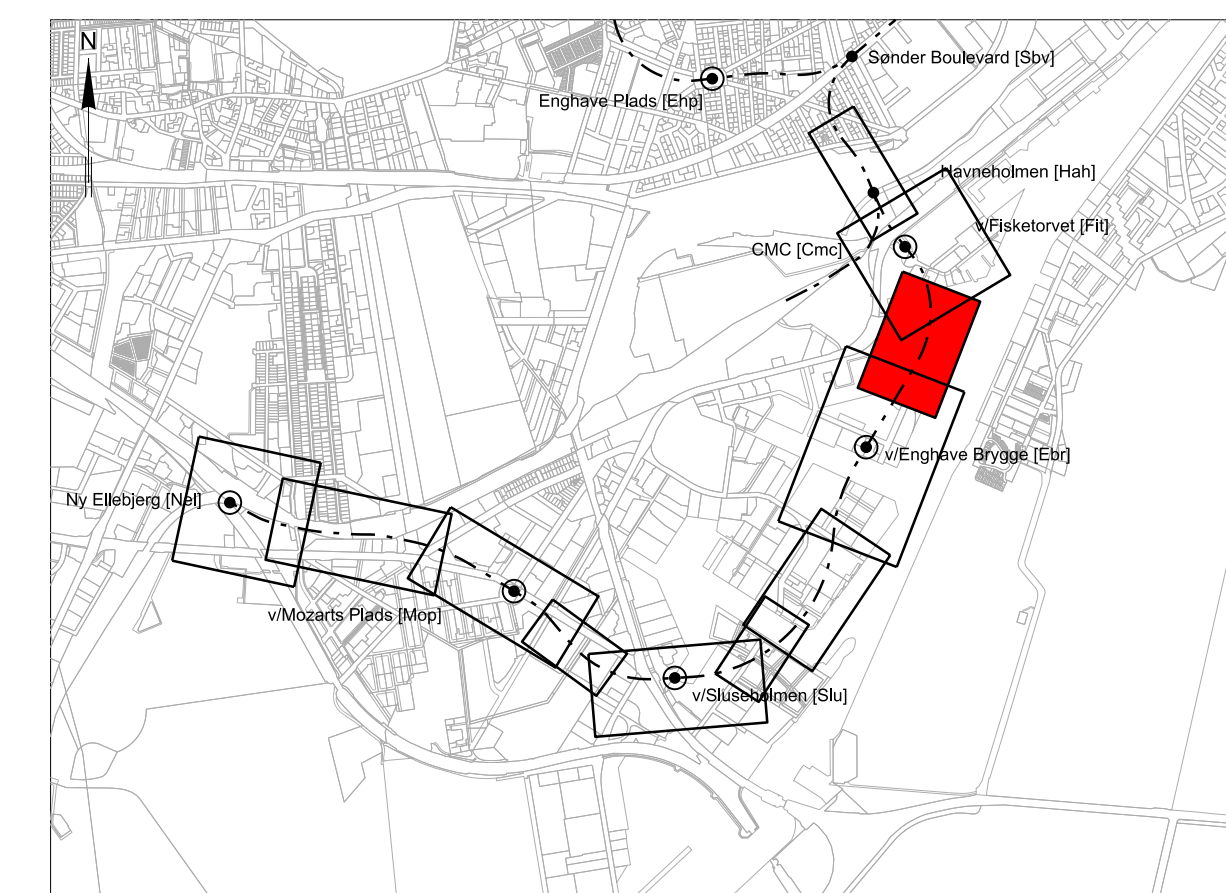 N
Sønder Boulevard [Sbv]
Enghave Plads [Ehp]
Havneholmen [Hah]
v/Fisketorvet [Fit]
CMC [Cmc]
v/Enghave Brygge [Ebr]
Ny Ellebjerg [Nel]
v/Mozarts Plads [Mop]
v/Sluseholmen [Slu]